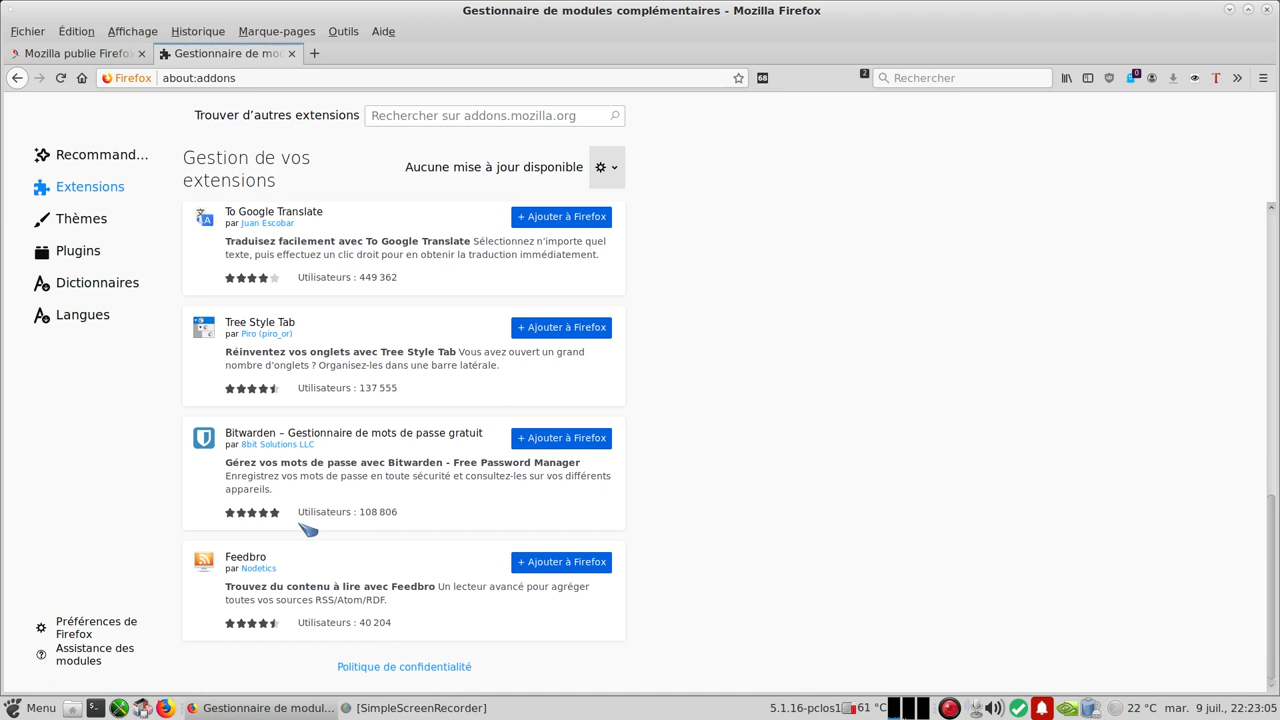 Gestionnaire de modules complémentaires - Mozilla Firefox
Fichier Édition Affichage Historique Marque-pages Outils Aide
Mozilla publie Firefo Gestionnaire de mo
Firefox about:addons 68 2 Rechercher 0 T
Trouver d’autres extensions Rechercher sur addons.mozilla.org
Recommand...
Extensions
Thèmes
Plugins
Dictionnaires
Langues
Gestion de vos
extensions
Aucune mise à jour disponible
To Google Translate
par Juan Escobar
+ Ajouter à Firefox
Traduisez facilement avec To Google Translate Sélectionnez n’importe quel
texte, puis effectuez un clic droit pour en obtenir la traduction immédiatement.
Utilisateurs : 449 362
Tree Style Tab
par Piro (piro_or)
+ Ajouter à Firefox
Réinventez vos onglets avec Tree Style Tab Vous avez ouvert un grand
nombre d’onglets ? Organisez-les dans une barre latérale.
Utilisateurs : 137 555
Bitwarden – Gestionnaire de mots de passe gratuit
par 8bit Solutions LLC
+ Ajouter à Firefox
Gérez vos mots de passe avec Bitwarden - Free Password Manager
Enregistrez vos mots de passe en toute sécurité et consultez-les sur vos différents
appareils.
Utilisateurs : 108 806
Feedbro
par Nodetics
+ Ajouter à Firefox
Trouvez du contenu à lire avec Feedbro Un lecteur avancé pour agréger
toutes vos sources RSS/Atom/RDF.
Utilisateurs : 40 204
Politique de confidentialité
Préférences de
Firefox
Assistance des
modules
Menu Gestionnaire de modul... [SimpleScreenRecorder] 5.1.16-pclos1 61 °C 22 °C mar. 9 juil., 22:23:05